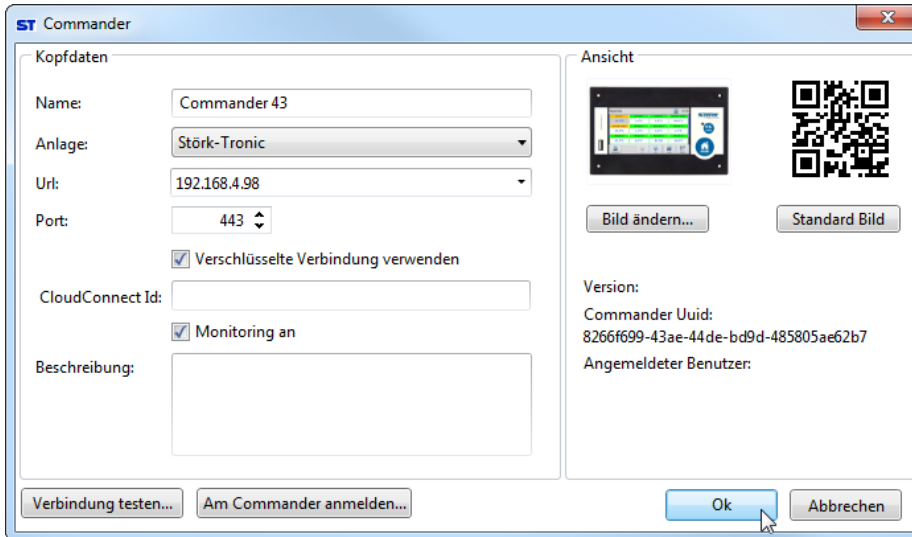 ST Commander
Kopfdaten
Name: Commander 43
Anlage: Störk-Tronic
Url: 192.168.4.98
Port: 443
Verschlüsselte Verbindung verwenden
CloudConnect Id:
Monitoring an
Beschreibung:
Verbindung testen...
Am Commander anmelden...
Ansicht
Bild ändern...
Standard Bild
Version:
Commander Uuid:
8266f699-43ae-44de-bd9d-485805ae62b7
Angemeldeter Benutzer:
Ok
Abbrechen